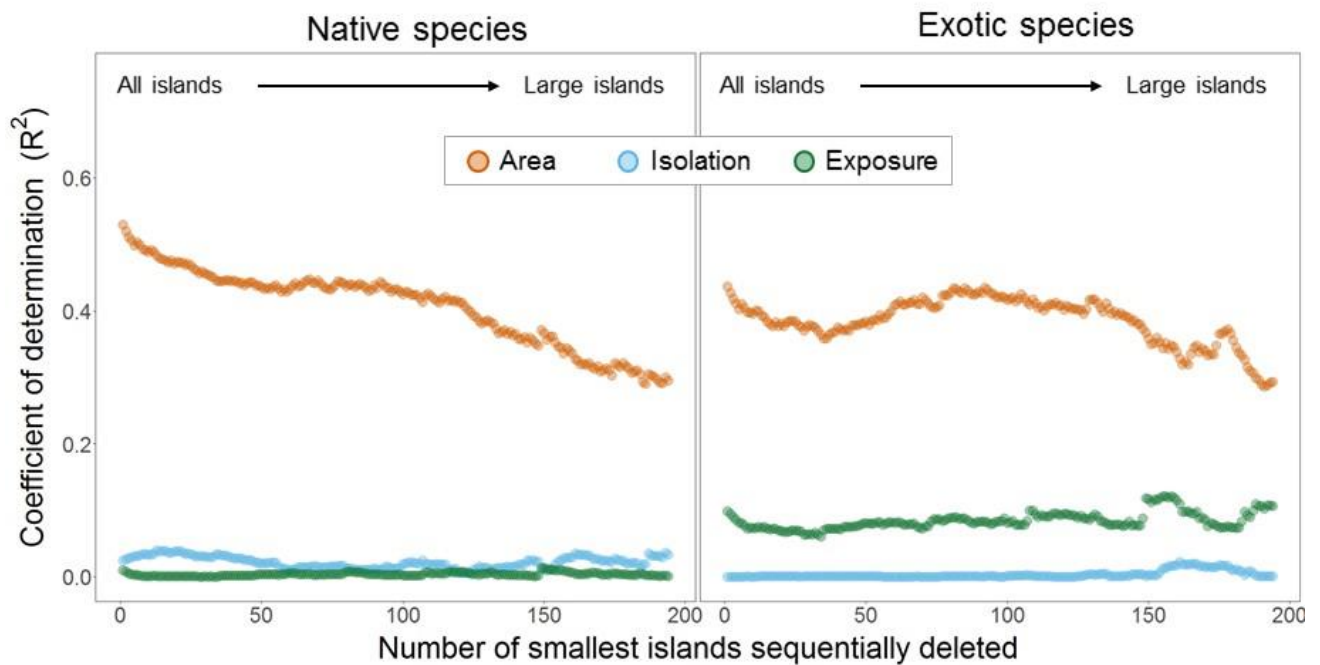 Native species
Exotic species
All islands Large islands
All islands Large islands
Area Isolation Exposure
Coefficient of determination (R²)
0.6
0.4
0.2
0.0
0 50 100 150 200
0 50 100 150 200
Number of smallest islands sequentially deleted